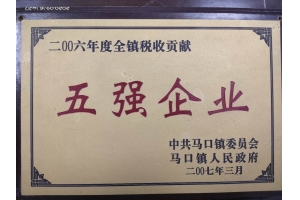 二00六年度全镇税收贡献
五强企业
中共马口镇委员会
马口镇人民政府
二00七年三月